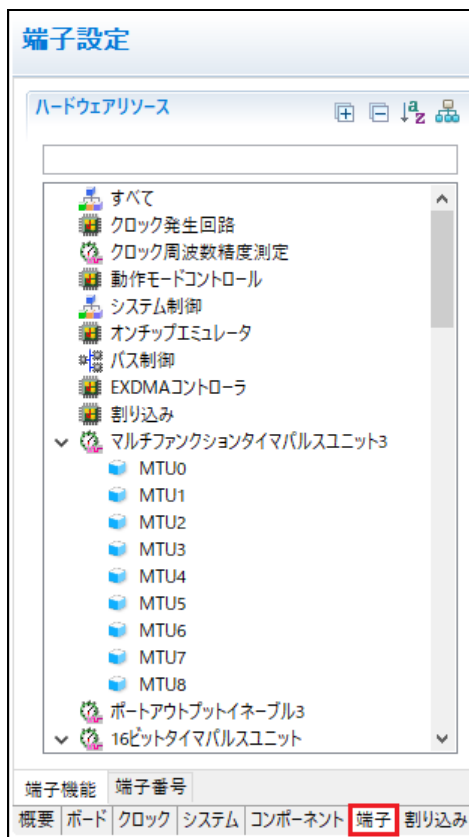 端子設定
ハードウェアリソース
すべて
クロック発生回路
クロック周波数精度測定
動作モードコントロール
システム制御
オンチップエミュレータ
バス制御
EXDMAコントローラ
割り込み
マルチファンクションタイマパルスユニット3
MTU0
MTU1
MTU2
MTU3
MTU4
MTU5
MTU6
MTU7
MTU8
ポートアウトプットイネーブル3
16ビットタイマパルスユニット
端子機能 端子番号
概要 ボード クロック システム コンポーネント 端子 割り込み